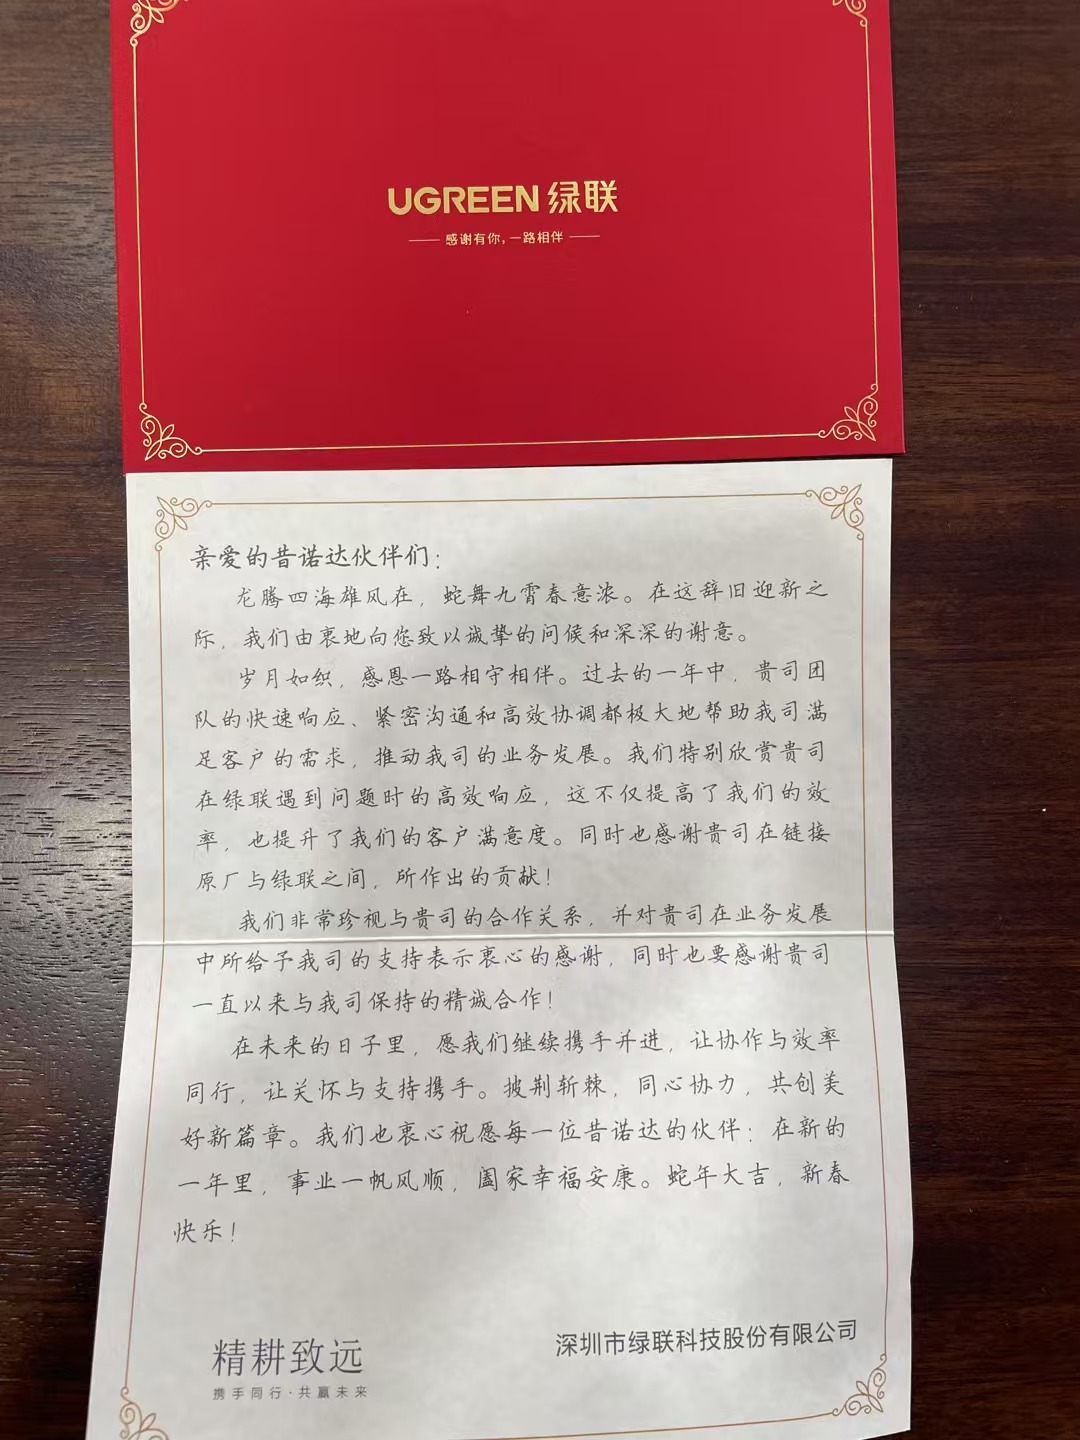 UGREEN 绿联
感谢有你，一路相伴
亲爱的昔诺达伙伴们：
龙腾四海雄风在，蛇舞九霄春意浓。在这辞旧迎新之
际，我们由衷地向您致以诚挚的问候和深深的谢意。
岁月如织，感恩一路相守相伴。过去的一年中，贵司团
队的快速响应、紧密沟通和高效协调都极大地帮助我司满
足客户的需求，推动我司的业务发展。我们特别欣赏贵司
在绿联遇到问题时的高效响应，这不仅提高了我们的效
率，也提升了我们的客户满意度。同时也感谢贵司在链接
原厂与绿联之间，所作出的贡献！
我们非常珍视与贵司的合作关系，并对贵司在业务发展
中所给予我司的支持表示衷心的感谢，同时也要感谢贵司
一直以来与我司保持的精诚合作！
在未来的日子里，愿我们继续携手并进，让协作与效率
同行，让关怀与支持携手。披荆斩棘，同心协力，共创美
好新篇章。我们也衷心祝愿每一位昔诺达的伙伴：在新的
一年里，事业一帆风顺，阖家幸福安康。蛇年大吉，新春
快乐！
深圳市绿联科技股份有限公司
精耕致远
携手同行·共赢未来